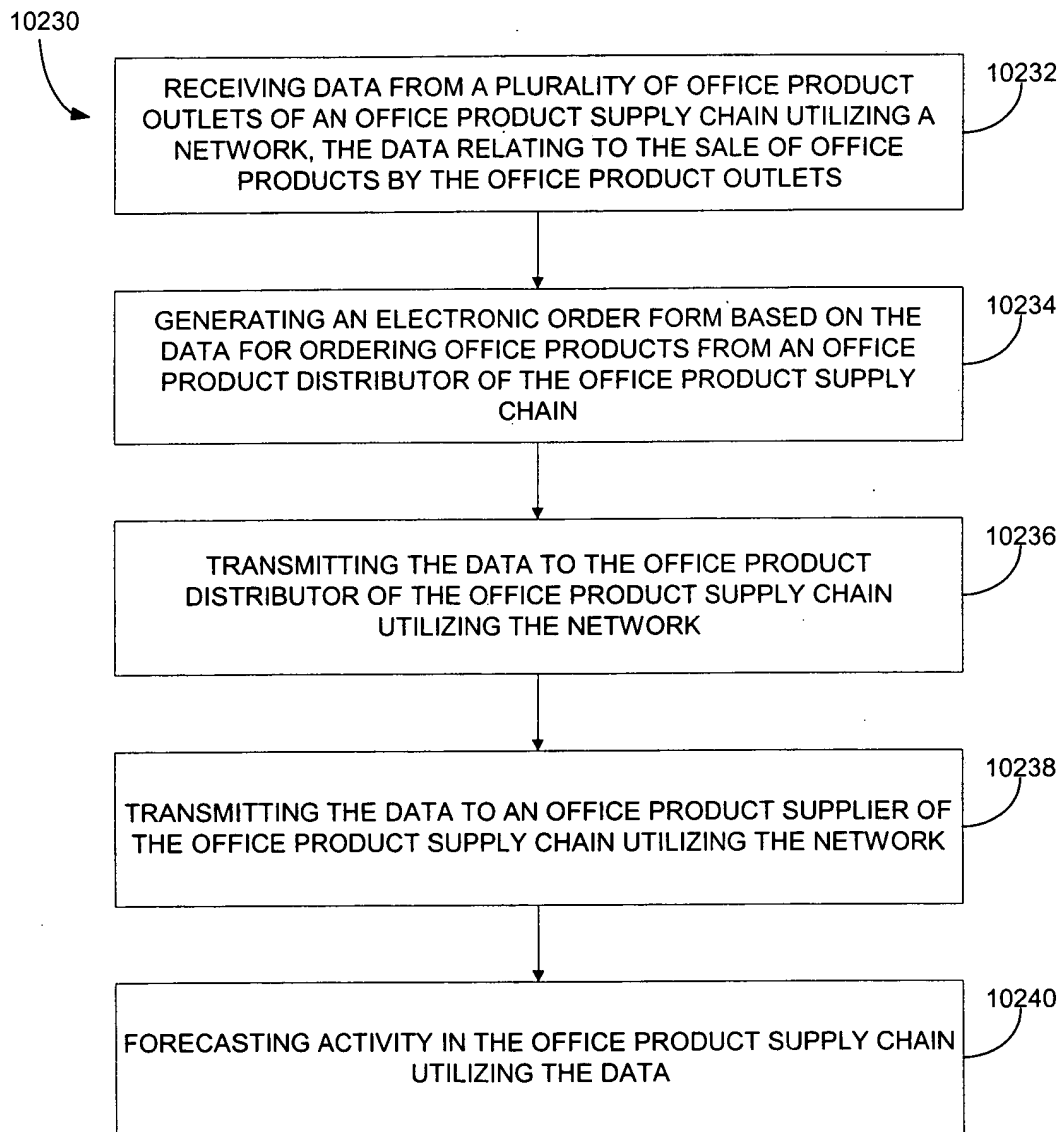 10230
10232
RECEIVING DATA FROM A PLURALITY OF OFFICE PRODUCT
OUTLETS OF AN OFFICE PRODUCT SUPPLY CHAIN UTILIZING A
NETWORK, THE DATA RELATING TO THE SALE OF OFFICE
PRODUCTS BY THE OFFICE PRODUCT OUTLETS
10234
GENERATING AN ELECTRONIC ORDER FORM BASED ON THE
DATA FOR ORDERING OFFICE PRODUCTS FROM AN OFFICE
PRODUCT DISTRIBUTOR OF THE OFFICE PRODUCT SUPPLY
CHAIN
10236
TRANSMITTING THE DATA TO THE OFFICE PRODUCT
DISTRIBUTOR OF THE OFFICE PRODUCT SUPPLY CHAIN
UTILIZING THE NETWORK
10238
TRANSMITTING THE DATA TO AN OFFICE PRODUCT SUPPLIER OF
THE OFFICE PRODUCT SUPPLY CHAIN UTILIZING THE NETWORK
10240
FORECASTING ACTIVITY IN THE OFFICE PRODUCT SUPPLY CHAIN
UTILIZING THE DATA